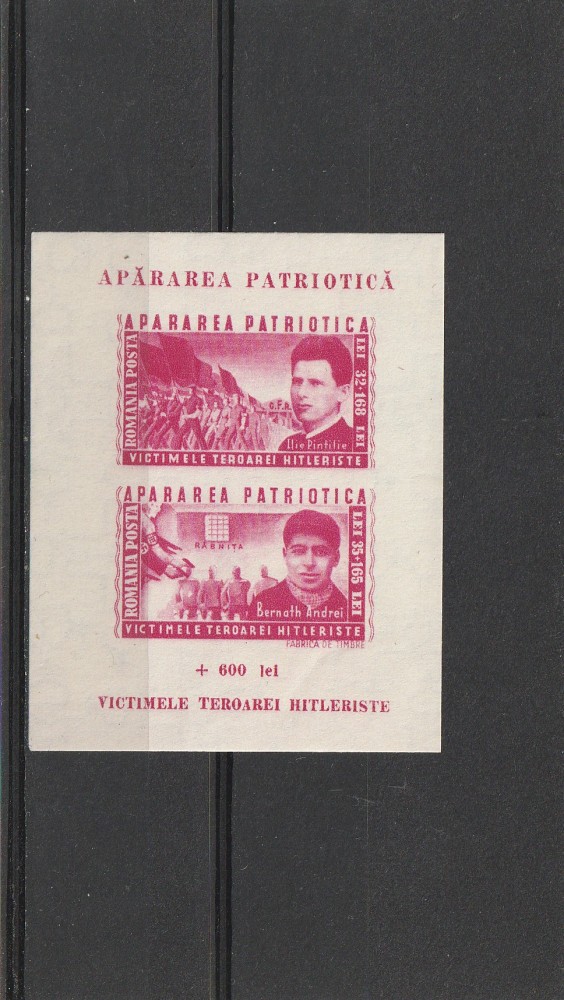 APĂRAREA PATRIOTICĂ
APARAREA PATRIOTICA
ROMANIA POSTA
LEI 32+168 LEI
G.F.R.
Ilie Pintilie
VICTIMELE TEROAREI HITLERISTE
APARAREA PATRIOTICA
ROMANIA POSTA
LEI 35+165 LEI
RABNITA
Bernath Andrei
VICTIMELE TEROAREI HITLERISTE
FABRICA DE TIMBRE
+ 600 lei
VICTIMELE TEROAREI HITLERISTE